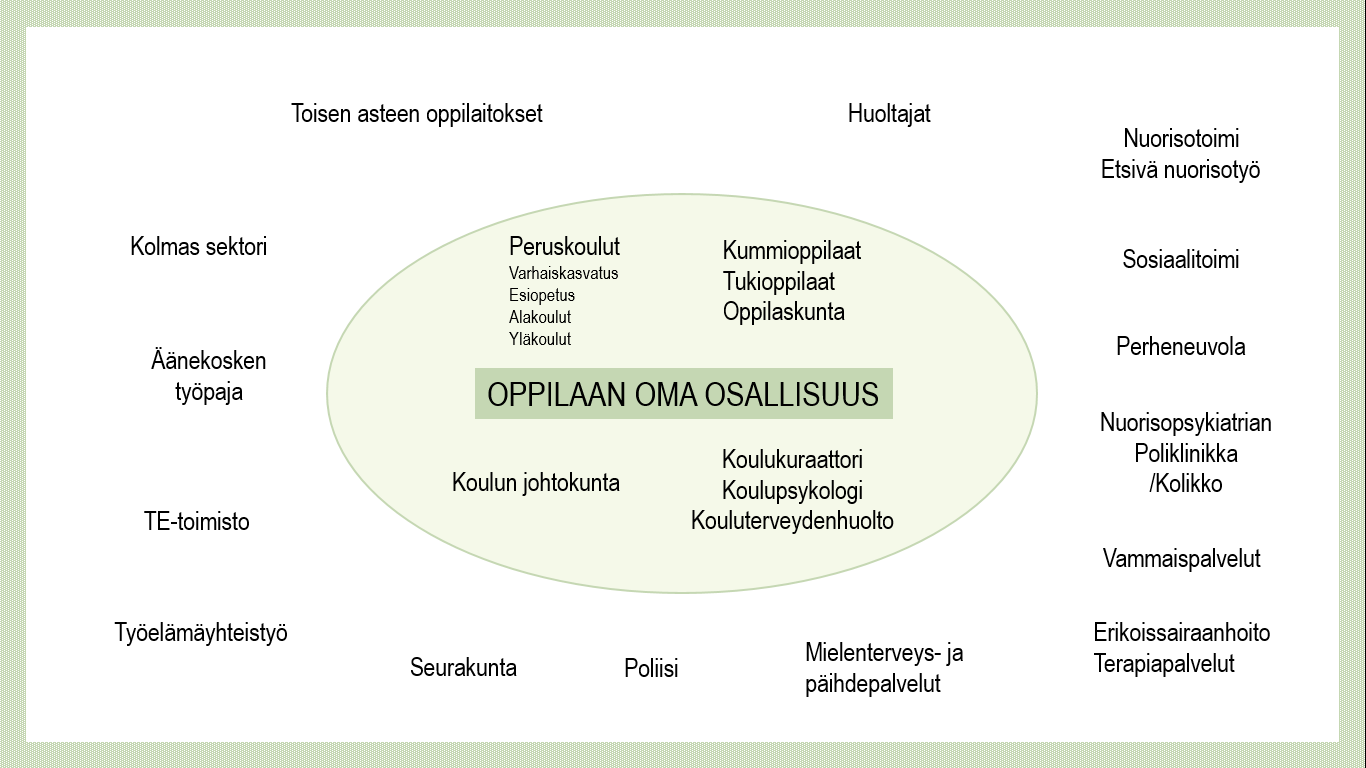 Toisen asteen oppilaitokset
Huoltajat
Nuorisotoimi
Etsivä nuorisotyö
Kolmas sektori
Peruskoulut
Varhaiskasvatus
Esiopetus
Alakoulut
Yläkoulut
Kummioppilaat
Tukioppilaat
Oppilaskunta
Sosiaalitoimi
Äänekosken
työpaja
Perheneuvola
OPPILAAN OMA OSALLISUUS
Koulun johtokunta
Koulukuraattori
Koulupsykologi
Kouluterveydenhuolto
Nuorisopsykiatrian
Poliklinikka
/Kolikko
TE-toimisto
Vammaispalvelut
Työelämäyhteistyö
Seurakunta
Poliisi
Mielenterveys- ja
päihdepalvelut
Erikoissairaanhoito
Terapiapalvelut